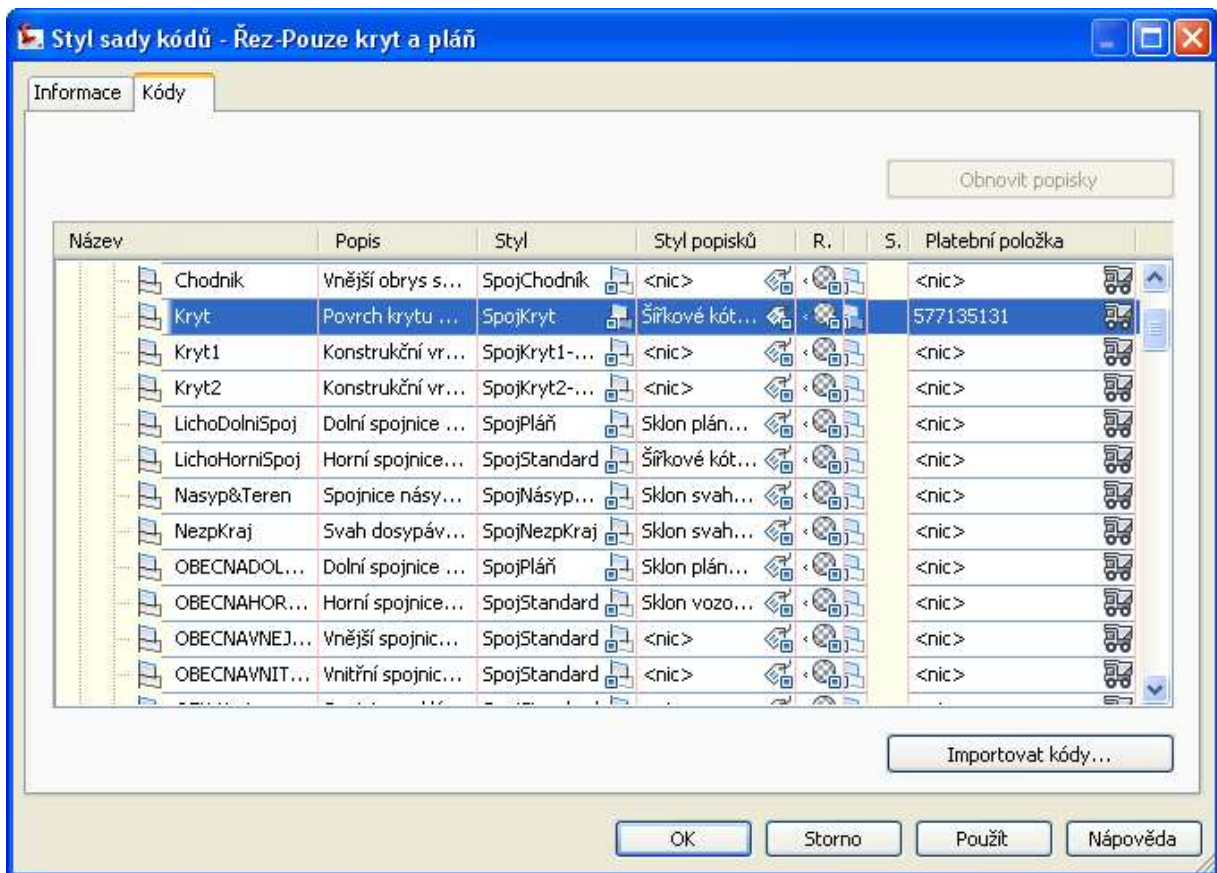 Styl sady kódů - Řez-Pouze kryt a pláň
Informace Kódy
Obnovit popisky
Název Popis Styl Styl popisků R. S. Platební položka
Chodnik Vnější obrys s... SpojChodník <nic> <nic>
Kryt Povrch krytu ... SpojKryt Šířkové kót... 577135131
Kryt1 Konstrukční vr... SpojKryt1-... <nic> <nic>
Kryt2 Konstrukční vr... SpojKryt2-... <nic> <nic>
LichoDolniSpoj Dolní spojnice ... SpojPláň Sklon plán... <nic>
LichoHorniSpoj Horní spojnice... SpojStandard Šířkové kót... <nic>
Nasyp&Teren Spojnice násy... SpojNásyp... Sklon svah... <nic>
NezpKraj Svah dosypáv... SpojNezpKraj Sklon svah... <nic>
OBECNADOL... Dolní spojnice ... SpojPláň Sklon plán... <nic>
OBECNAHOR... Horní spojnice... SpojStandard Sklon vozo... <nic>
OBECNAVNEJ... Vnější spojnic... SpojStandard <nic> <nic>
OBECNAVNIT... Vnitřní spojnic... SpojStandard <nic> <nic>
Importovat kódy...
OK Storno Použít Nápověda